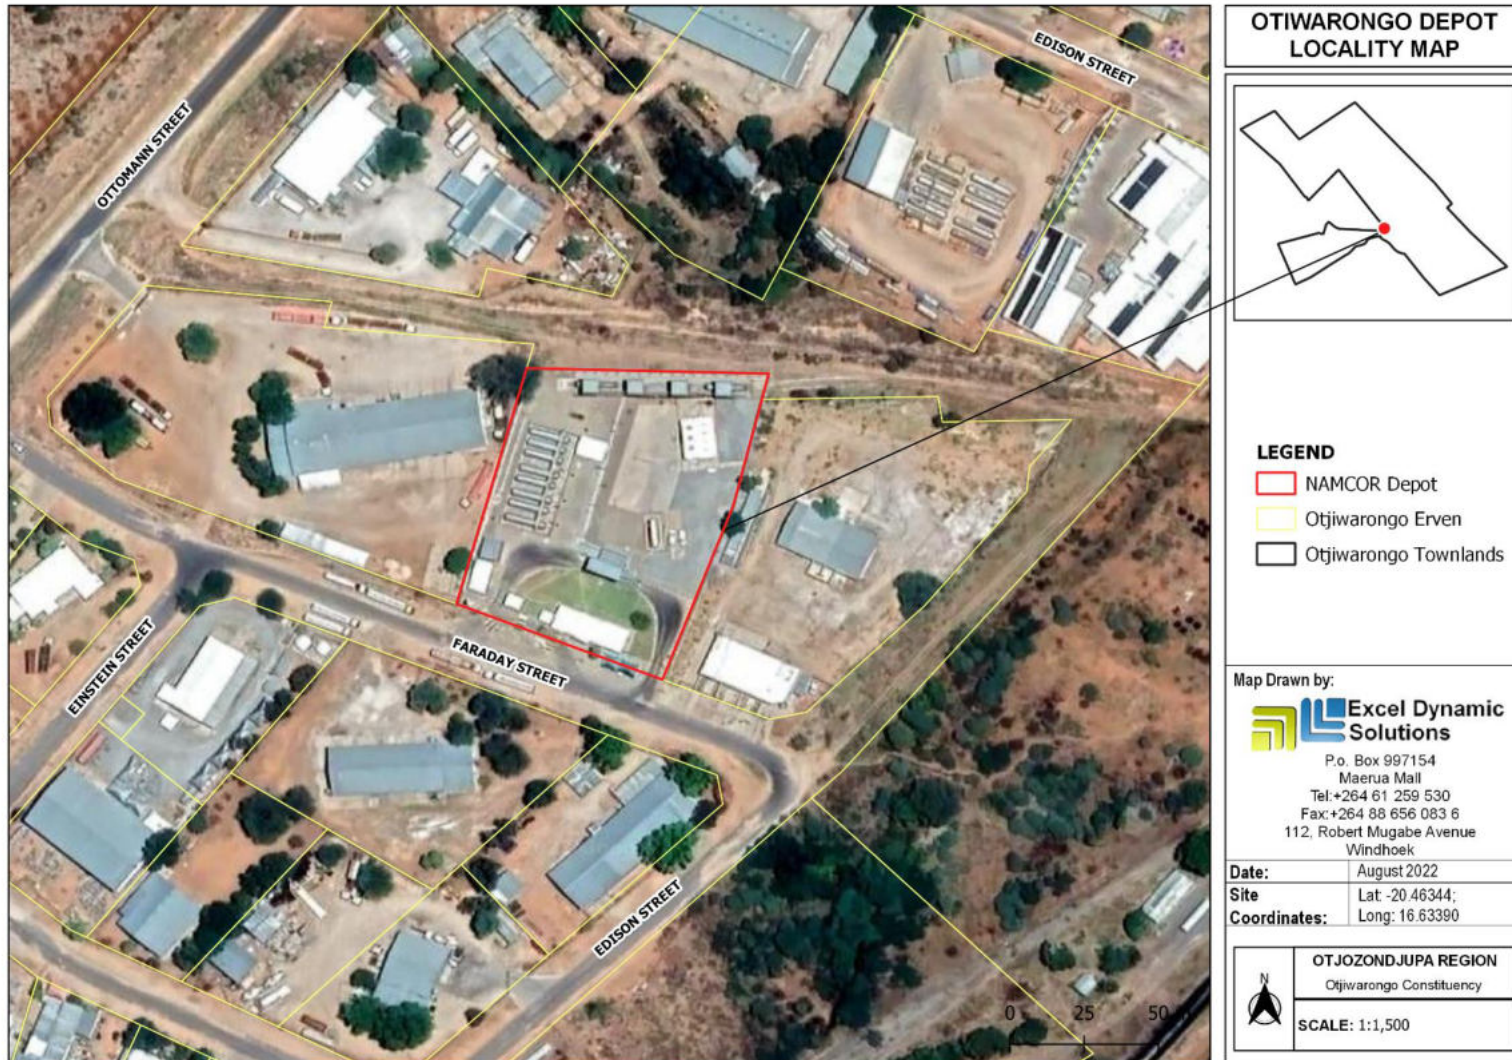 OTIWARONGO DEPOT
LOCALITY MAP
EDISON STREET
OTTOMANN STREET
LEGEND
NAMCOR Depot
Otjiwarongo Erven
Otjiwarongo Townlands
EINSTEIN STREET
FARADAY STREET
EDISON STREET
0 25 50
Map Drawn by:
Excel Dynamic
Solutions
P.o. Box 997154
Maerua Mall
Tel:+264 61 259 530
Fax:+264 88 656 083 6
112, Robert Mugabe Avenue
Windhoek
Date: August 2022
Site Lat: -20.46344;
Coordinates: Long: 16.63390
N
OTJOZONDJUPA REGION
Otjiwarongo Constituency
SCALE: 1:1,500